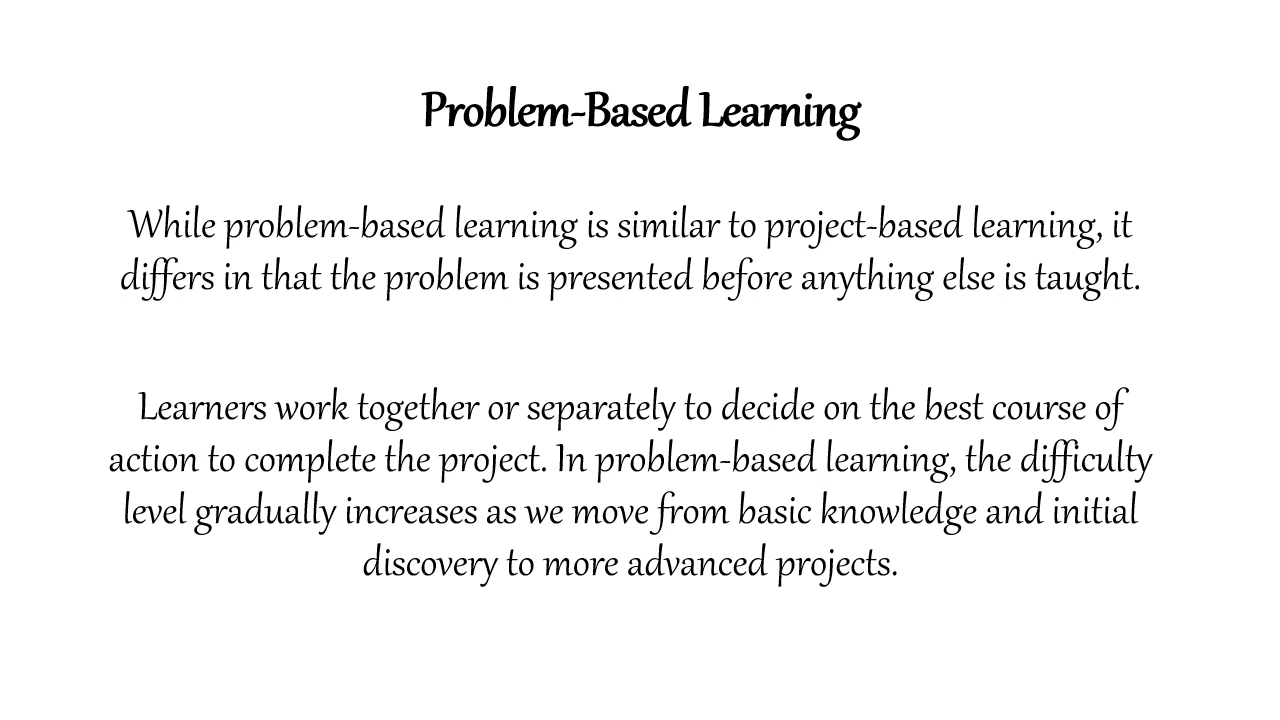 Problem-Based Learning
While problem-based learning is similar to project-based learning, it
differs in that the problem is presented before anything else is taught.
Learners work together or separately to decide on the best course of
action to complete the project. In problem-based learning, the difficulty
level gradually increases as we move from basic knowledge and initial
discovery to more advanced projects.